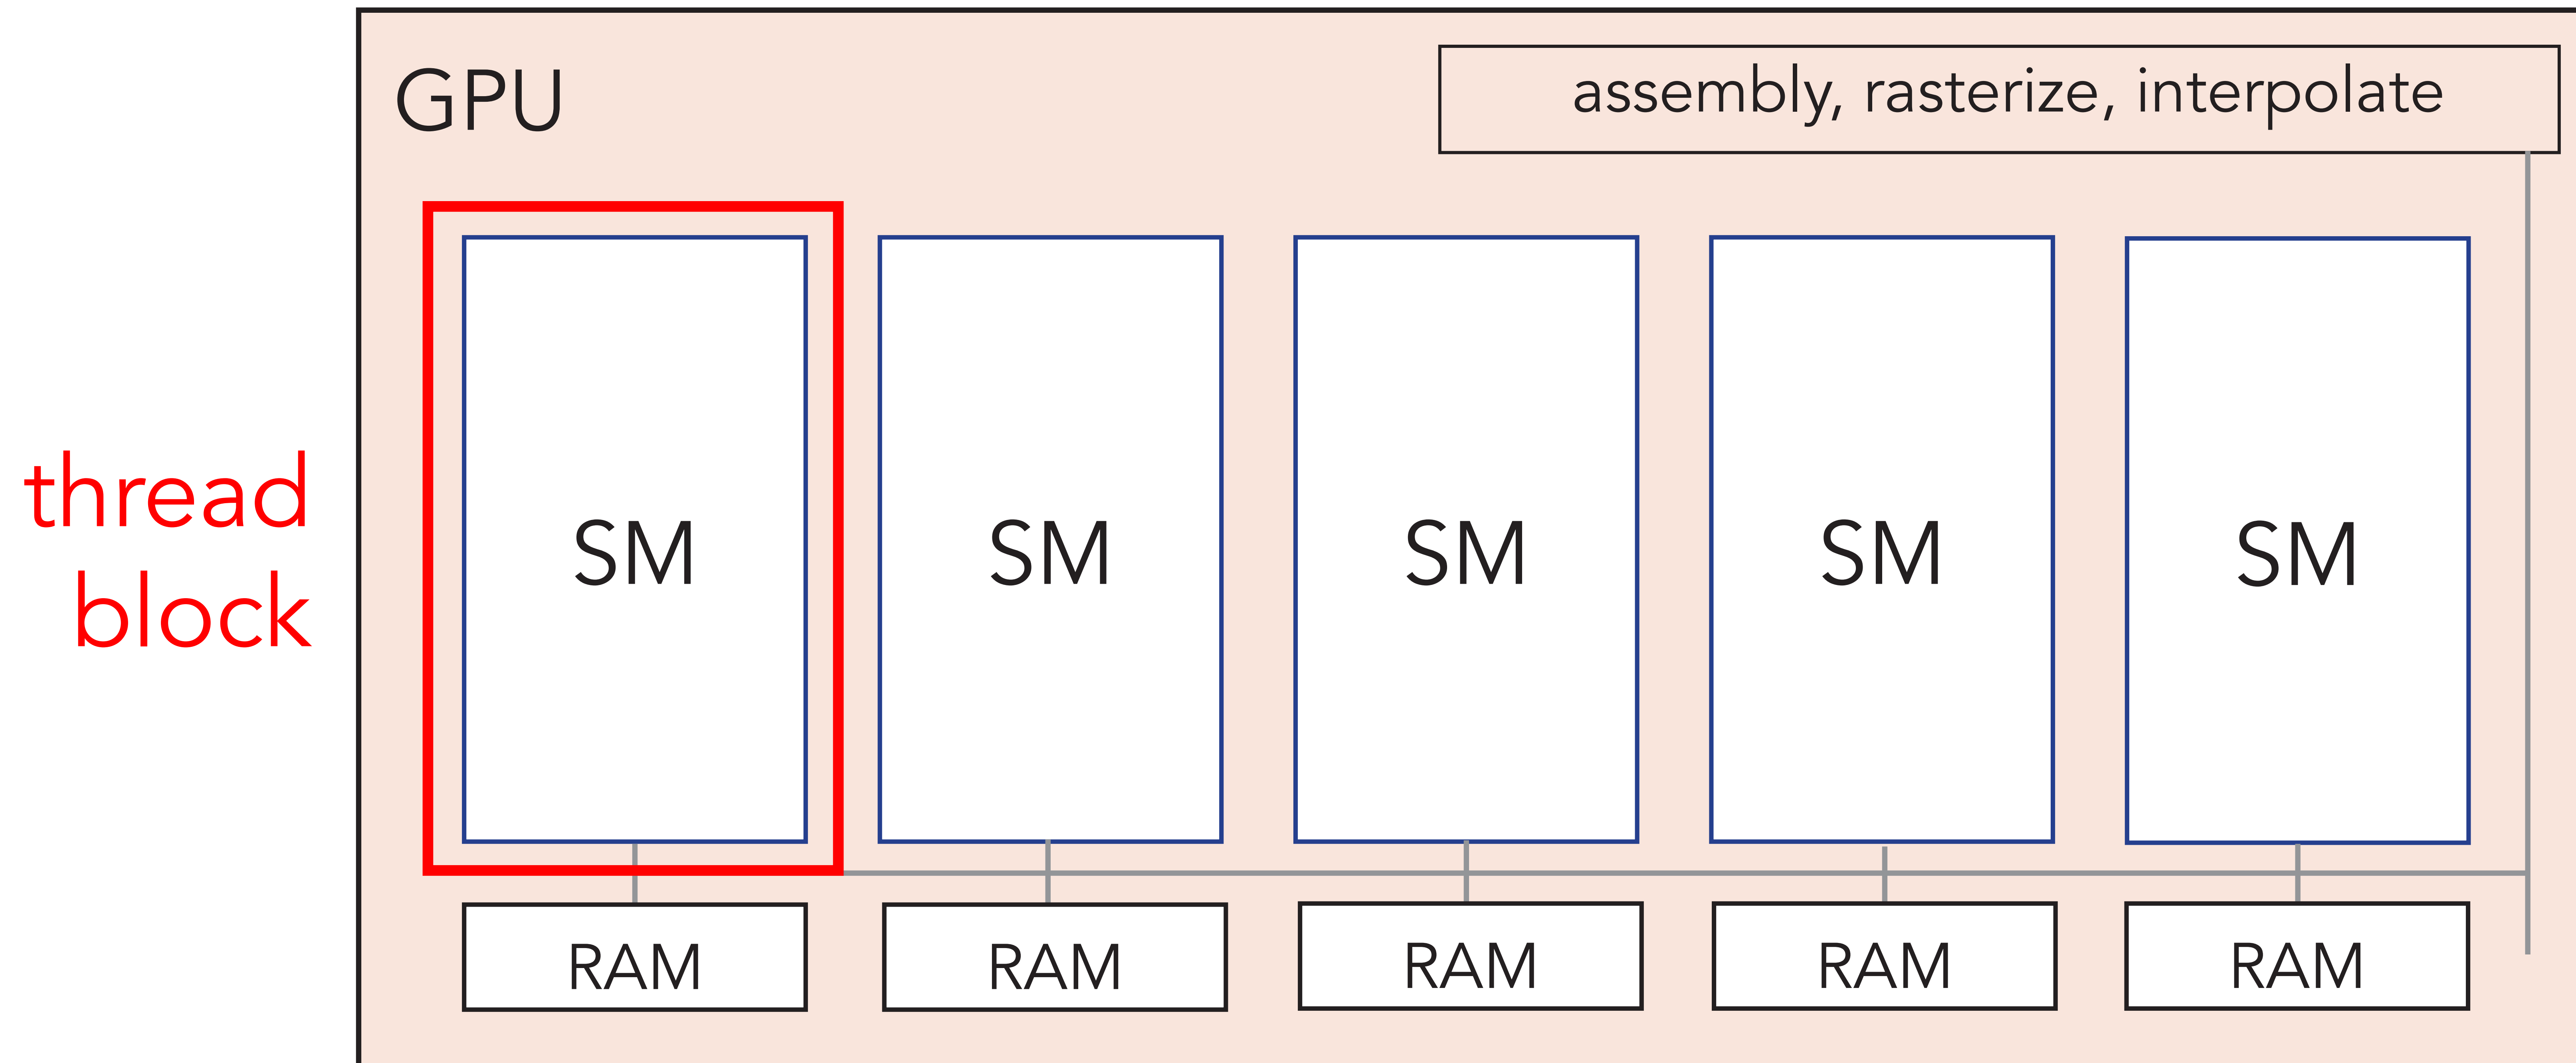 GPU
assembly, rasterize, interpolate
thread
block
SM
SM
SM
SM
SM
RAM
RAM
RAM
RAM
RAM